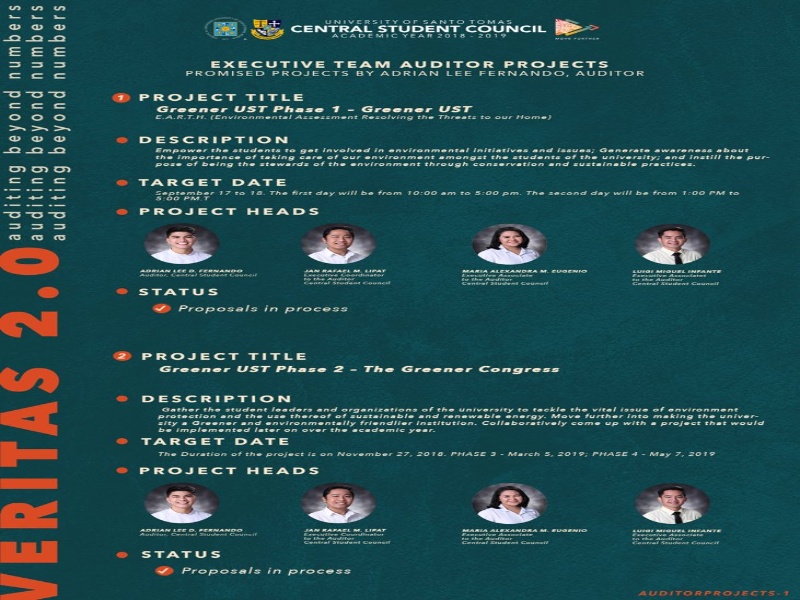 UNIVERSITY OF SANTO TOMAS
CENTRAL STUDENT COUNCIL
ACADEMIC YEAR 2018 - 2019
MOVE FURTHER
EXECUTIVE TEAM AUDITOR PROJECTS
PROMISED PROJECTS BY ADRIAN LEE FERNANDO, AUDITOR
1 PROJECT TITLE
Greener UST Phase 1 – Greener UST
E.A.R.T.H. (Environmental Assessment Resolving the Threats to our Home)
DESCRIPTION
Empower the students to get involved in environmental initiatives and issues; Generate awareness about
the importance of taking care of our environment amongst the students of the university; and instill the pur-
pose of being the stewards of the environment through conservation and sustainable practices.
TARGET DATE
September 17 to 18. The first day will be from 10:00 am to 5:00 pm. The second day will be from 1:00 PM to
5:00 PM.T
PROJECT HEADS
ADRIAN LEE D. FERNANDO
Auditor, Central Student Council
JAN RAFAEL M. LIPAT
Executive Coordinator
to the Auditor
Central Student Council
MARIA ALEXANDRA M. EUGENIO
Executive Associate
to the Auditor
Central Student Council
LUIGI MIGUEL INFANTE
Executive Associate
to the Auditor
Central Student Council
STATUS
Proposals in process
2 PROJECT TITLE
Greener UST Phase 2 – The Greener Congress
DESCRIPTION
Gather the student leaders and organizations of the university to tackle the vital issue of environment
protection and the use thereof of sustainable and renewable energy. Move further into making the univer-
sity a Greener and environmentally friendlier institution. Collaboratively come up with a project that would
be implemented later on over the academic year.
TARGET DATE
The Duration of the project is on November 27, 2018. PHASE 3 - March 5, 2019; PHASE 4 - May 7, 2019
PROJECT HEADS
ADRIAN LEE D. FERNANDO
Auditor, Central Student Council
JAN RAFAEL M. LIPAT
Executive Coordinator
to the Auditor
Central Student Council
MARIA ALEXANDRA M. EUGENIO
Executive Associate
to the Auditor
Central Student Council
LUIGI MIGUEL INFANTE
Executive Associate
to the Auditor
Central Student Council
STATUS
Proposals in process
VERITAS 2.0
auditing beyond numbers
auditing beyond numbers
auditing beyond numbers
AUDITORPROJECTS-1